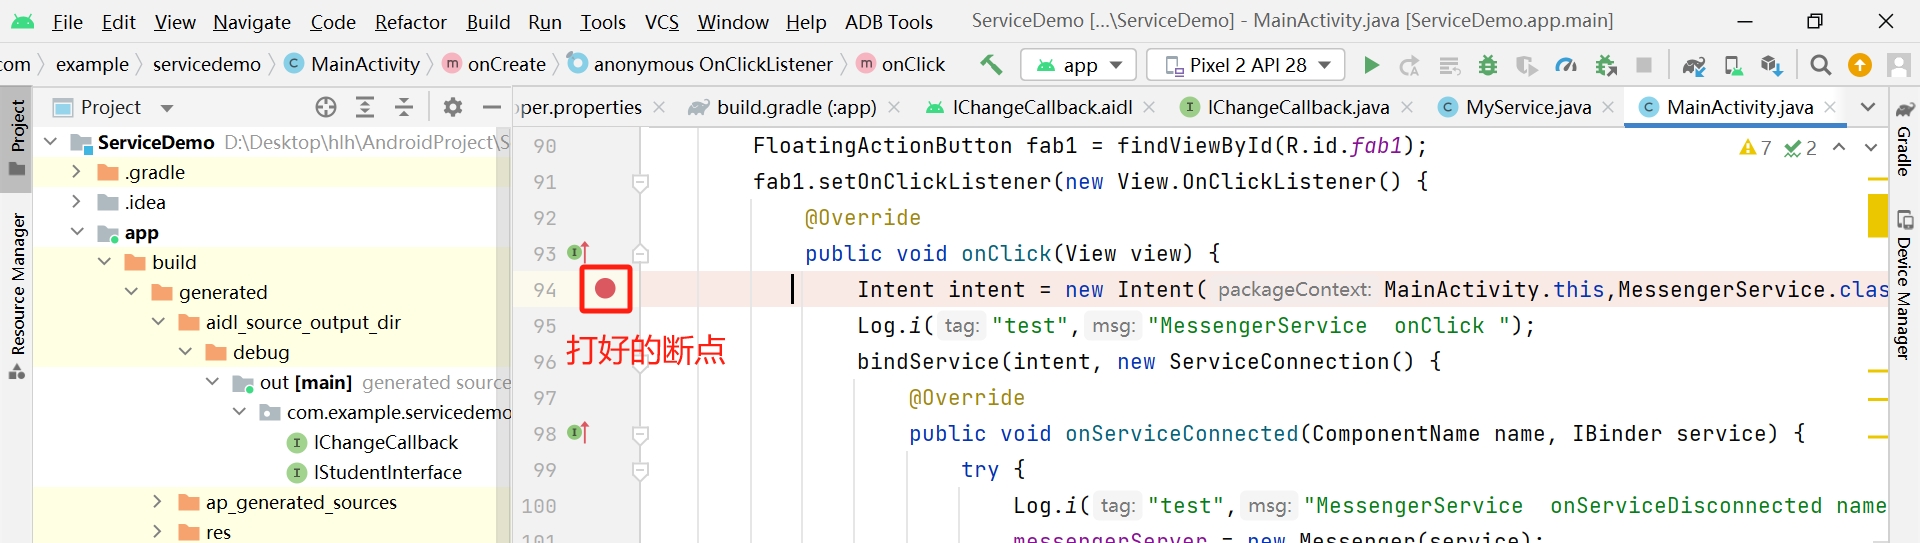 File Edit View Navigate Code Refactor Build Run Tools VCS Window Help ADB Tools ServiceDemo [...\ServiceDemo] - MainActivity.java [ServiceDemo.app.main]
com example servicedemo MainActivity onCreate anonymous OnClickListener onClick app Pixel 2 API 28
Project
oper.properties build.gradle (:app) IChangeCallback.aidl IChangeCallback.java MyService.java MainActivity.java
Project
Resource Manager
ServiceDemo D:\Desktop\hlh\AndroidProject\S
.gradle
.idea
app
build
generated
aidl_source_output_dir
debug
out [main] generated source
com.example.servicedemo
IChangeCallback
IStudentInterface
ap_generated_sources
res
90 FloatingActionButton fab1 = findViewById(R.id.fab1);
91 fab1.setOnClickListener(new View.OnClickListener() {
92 @Override
93 public void onClick(View view) {
94 Intent intent = new Intent( packageContext: MainActivity.this,MessengerService.clas
95 Log.i( tag: "test", msg: "MessengerService  onClick ");
打好的断点
96 bindService(intent, new ServiceConnection() {
97 @Override
98 public void onServiceConnected(ComponentName name, IBinder service) {
99 try {
100 Log.i( tag: "test", msg: "MessengerService  onServiceDisconnected name
101 messengerServer = new Messenger(service);
7 2
Gradle
Device Manager